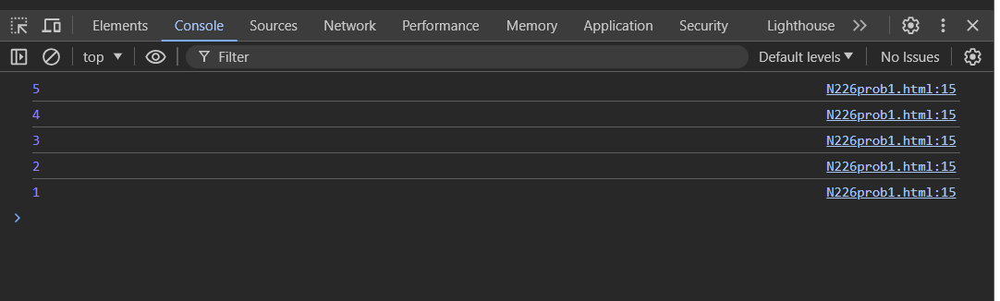 Elements Console Sources Network Performance Memory Application Security Lighthouse
top Filter Default levels No Issues
5 N226prob1.html:15
4 N226prob1.html:15
3 N226prob1.html:15
2 N226prob1.html:15
1 N226prob1.html:15